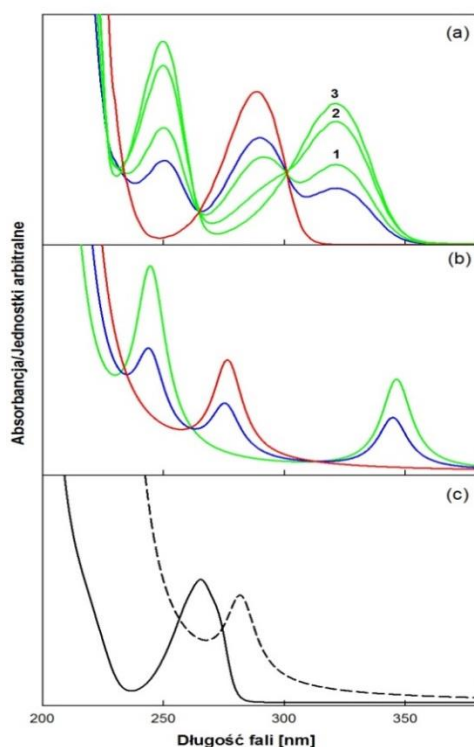 (a)
3
2
1
(b)
(c)
Absorbancja/Jednostki arbitralne
200 250 300 350
Długość fali [nm]